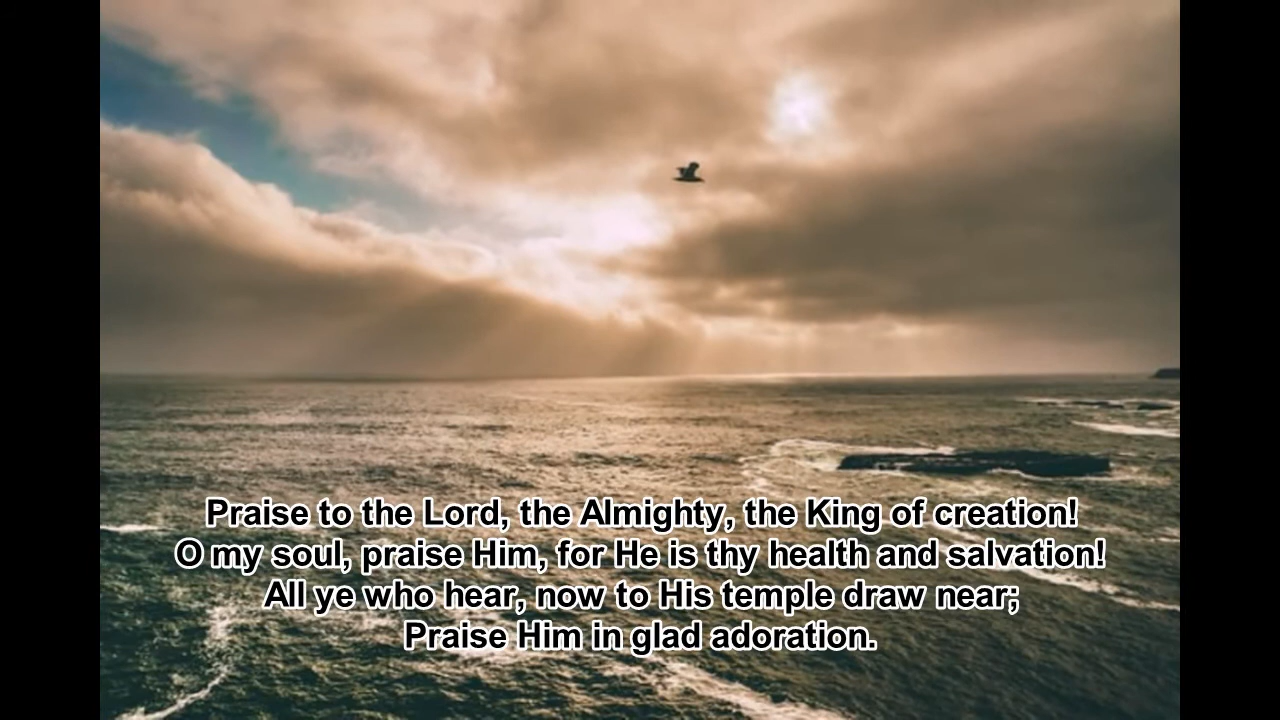 Praise to the Lord, the Almighty, the King of creation!
O my soul, praise Him, for He is thy health and salvation!
All ye who hear, now to His temple draw near;
Praise Him in glad adoration.